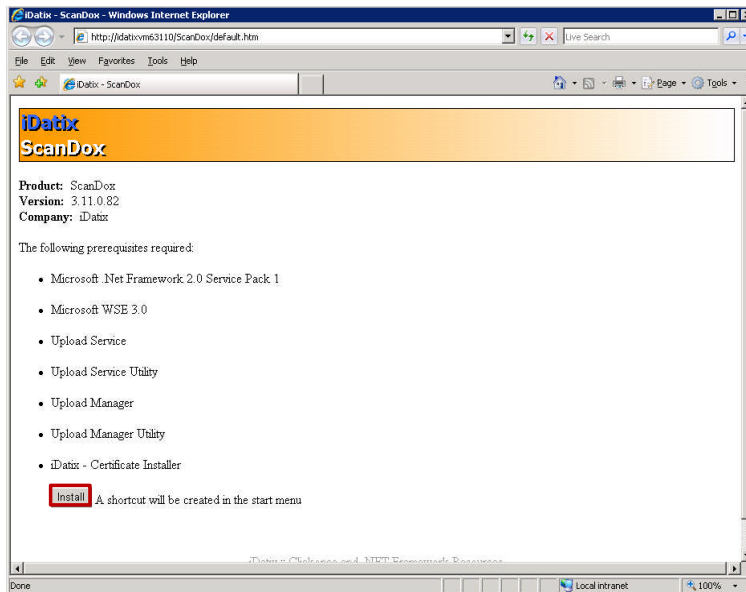 iDatix - ScanDox - Windows Internet Explorer
http://idatixvm63110/ScanDox/default.htm
Live Search
File Edit View Favorites Tools Help
iDatix - ScanDox
Page Tools
iDatix
ScanDox
Product: ScanDox
Version: 3.11.0.82
Company: iDatix
The following prerequisites required:
• Microsoft .Net Framework 2.0 Service Pack 1
• Microsoft WSE 3.0
• Upload Service
• Upload Service Utility
• Upload Manager
• Upload Manager Utility
• iDatix - Certificate Installer
Install A shortcut will be created in the start menu
Done Local intranet 100%